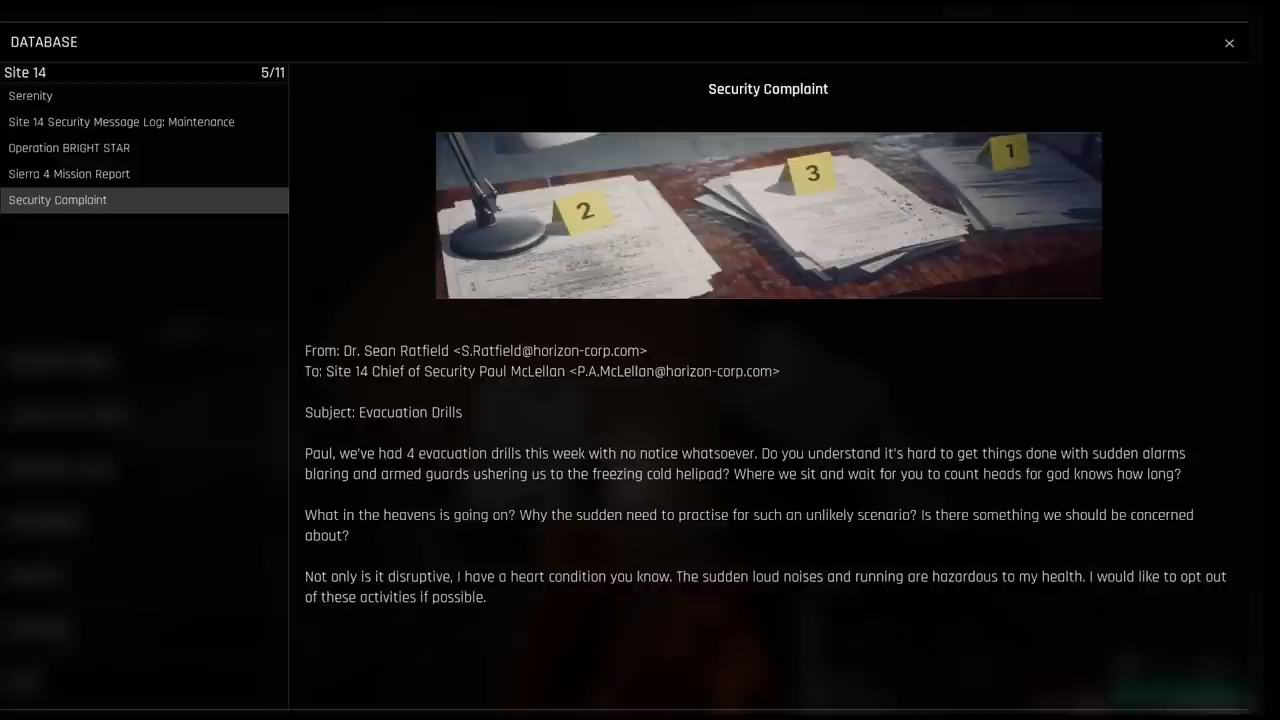 DATABASE
×
Site 14 5/11
Serenity
Site 14 Security Message Log: Maintenance
Operation BRIGHT STAR
Sierra 4 Mission Report
Security Complaint
Security Complaint
2
3
1
From: Dr. Sean Ratfield <S.Ratfield@horizon-corp.com>
To: Site 14 Chief of Security Paul McLellan <P.A.McLellan@horizon-corp.com>
Subject: Evacuation Drills
Paul, we've had 4 evacuation drills this week with no notice whatsoever. Do you understand it's hard to get things done with sudden alarms
blaring and armed guards ushering us to the freezing cold helipad? Where we sit and wait for you to count heads for god knows how long?
What in the heavens is going on? Why the sudden need to practise for such an unlikely scenario? Is there something we should be concerned
about?
Not only is it disruptive, I have a heart condition you know. The sudden loud noises and running are hazardous to my health. I would like to opt out
of these activities if possible.